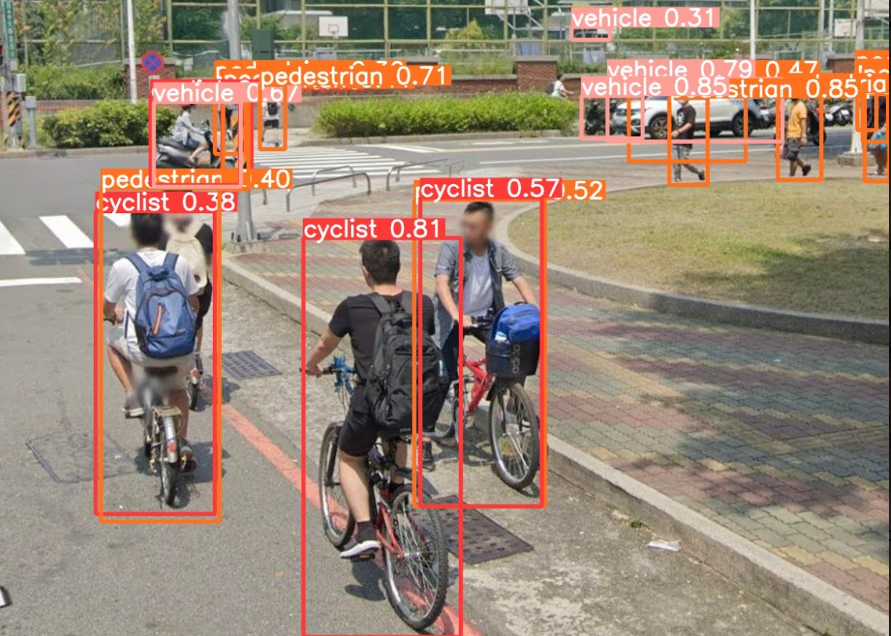 vehicle 0.31
vehicle 0.79
0.47
pedestrian 0.71
vehicle 0.67
vehicle 0.85
strian 0.85
pedestrian 0.40
cyclist 0.57
0.52
cyclist 0.38
cyclist 0.81